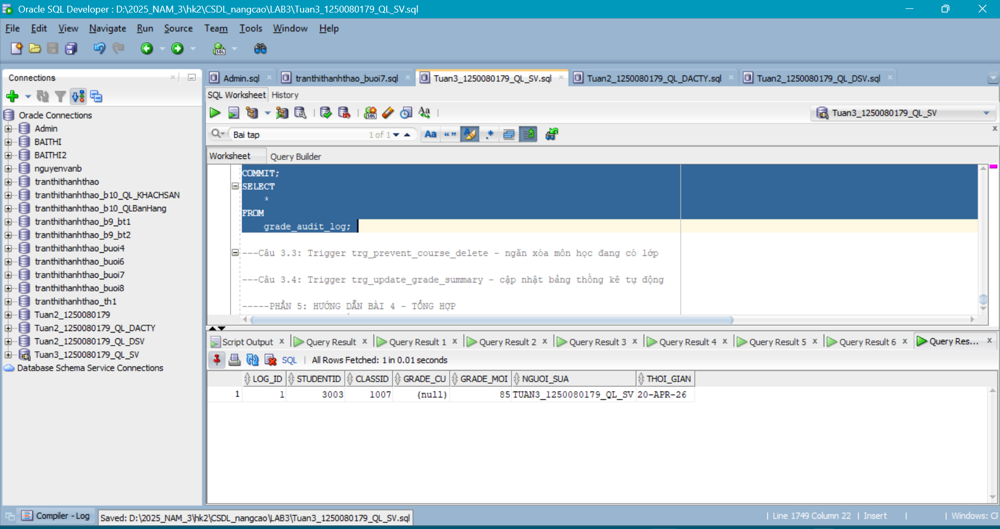 Oracle SQL Developer : D:\2025_NAM_3\hk2\CSDL_nangcao\LAB3\Tuan3_1250080179_QL_SV.sql
File Edit View Navigate Run Source Team Tools Window Help
Connections
Oracle Connections
Admin
BAITHI
BAITHI2
nguyenvanb
tranthithanhthao
tranthithanhthao_b10_QL_KHACHSAN
tranthithanhthao_b10_QLBanHang
tranthithanhthao_b9_bt1
tranthithanhthao_b9_bt2
tranthithanhthao_buoi4
tranthithanhthao_buoi6
tranthithanhthao_buoi7
tranthithanhthao_buoi8
tranthithanhthao_th1
Tuan2_1250080179
Tuan2_1250080179_QL_DACTY
Tuan2_1250080179_QL_DSV
Tuan3_1250080179_QL_SV
Database Schema Service Connections
Admin.sql tranthithanhthao_buoi7.sql Tuan3_1250080179_QL_SV.sql Tuan2_1250080179_QL_DACTY.sql Tuan2_1250080179_QL_DSV.sql
SQL Worksheet History
Tuan3_1250080179_QL_SV
Bai tap 1 of 1
Worksheet Query Builder
COMMIT;
SELECT
*
FROM
grade_audit_log;
---Câu 3.3: Trigger trg_prevent_course_delete - ngăn xóa môn học đang có lớp
---Câu 3.4: Trigger trg_update_grade_summary - cập nhật bảng thống kê tự động
-----PHẦN 5: HƯỚNG DẪN BÀI 4 - TỔNG HỢP
Script Output Query Result Query Result 1 Query Result 2 Query Result 3 Query Result 4 Query Result 5 Query Result 6 Query Res...
SQL All Rows Fetched: 1 in 0.01 seconds
LOG_ID STUDENTID CLASSID GRADE_CU GRADE_MOI NGUOI_SUA THOI_GIAN
1 1 3003 1007 (null) 85 TUAN3_1250080179_QL_SV 20-APR-26
Compiler - Log
Saved: D:\2025_NAM_3\hk2\CSDL_nangcao\LAB3\Tuan3_1250080179_QL_SV.sql
Line 1749 Column 22 Insert Windows: CF